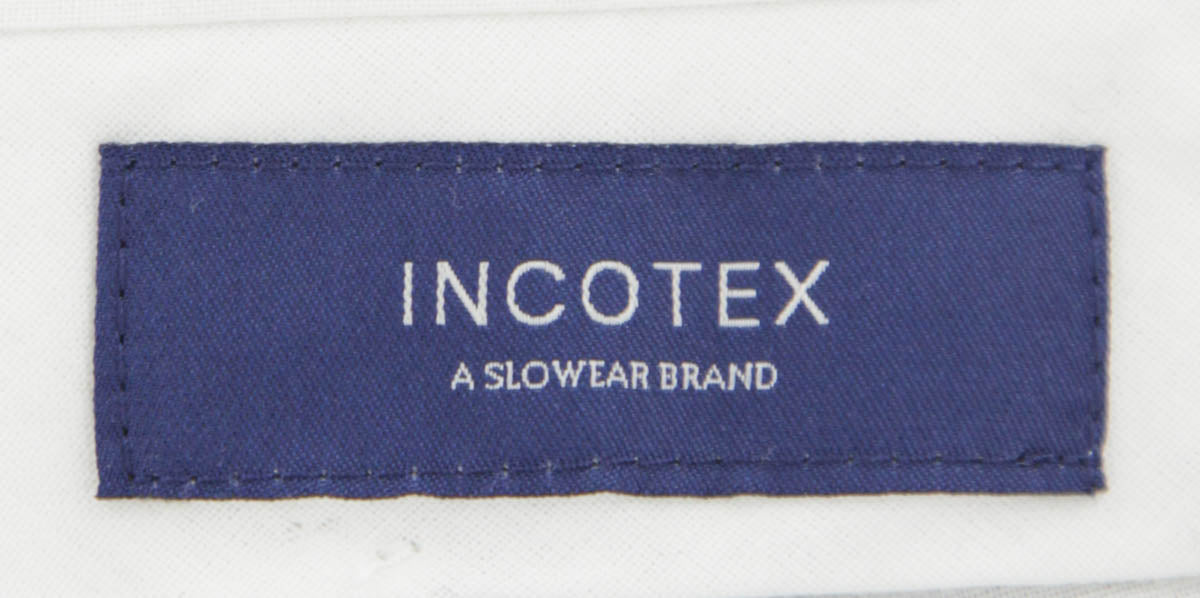 INCOTEX
A SLOWEAR BRAND